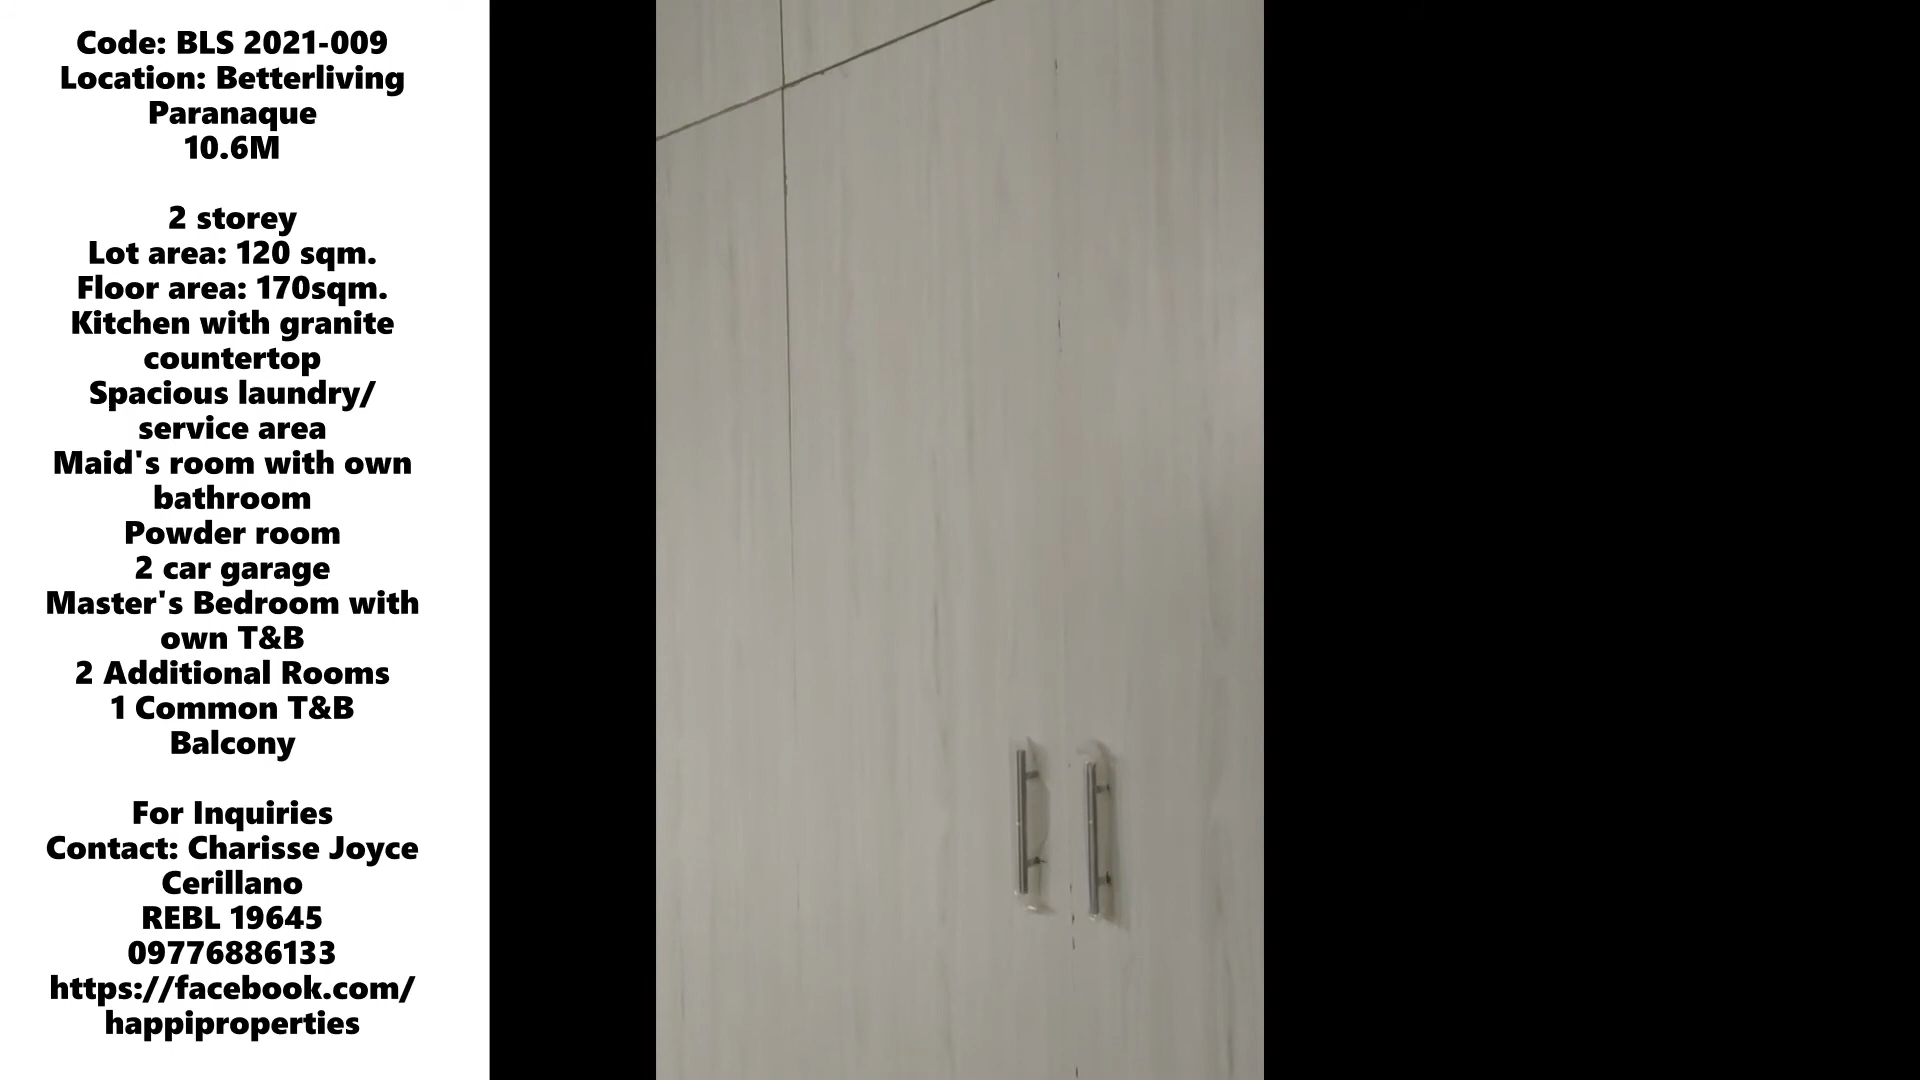 Code: BLS 2021-009
Location: Betterliving
Paranaque
10.6M
2 storey
Lot area: 120 sqm.
Floor area: 170sqm.
Kitchen with granite
countertop
Spacious laundry/
service area
Maid's room with own
bathroom
Powder room
2 car garage
Master's Bedroom with
own T&B
2 Additional Rooms
1 Common T&B
Balcony
For Inquiries
Contact: Charisse Joyce
Cerillano
REBL 19645
09776886133
https://facebook.com/
happiproperties